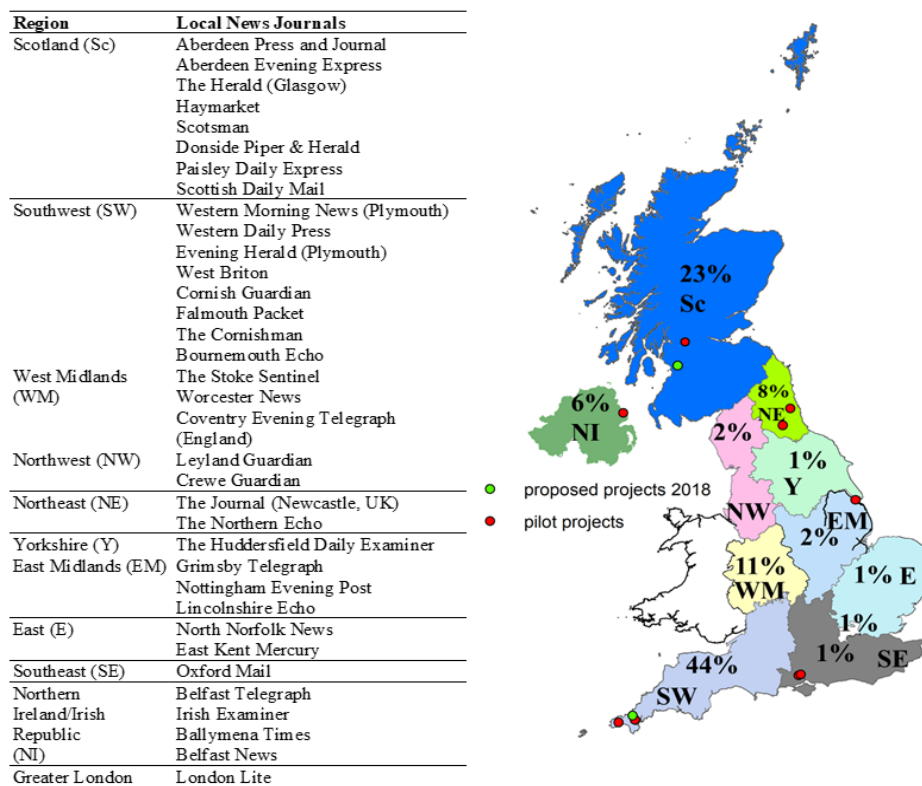 Region Local News Journals
Scotland (Sc) Aberdeen Press and Journal
Aberdeen Evening Express
The Herald (Glasgow)
Haymarket
Scotsman
Donside Piper & Herald
Paisley Daily Express
Scottish Daily Mail
Southwest (SW) Western Morning News (Plymouth)
Western Daily Press
Evening Herald (Plymouth)
West Briton
Cornish Guardian
Falmouth Packet
The Cornishman
Bournemouth Echo
West Midlands The Stoke Sentinel
(WM) Worcester News
Coventry Evening Telegraph
(England)
Northwest (NW) Leyland Guardian
Crewe Guardian
Northeast (NE) The Journal (Newcastle, UK)
The Northern Echo
Yorkshire (Y) The Huddersfield Daily Examiner
East Midlands (EM) Grimsby Telegraph
Nottingham Evening Post
Lincolnshire Echo
East (E) North Norfolk News
East Kent Mercury
Southeast (SE) Oxford Mail
Northern Belfast Telegraph
Ireland/Irish Irish Examiner
Republic Ballymena Times
(NI) Belfast News
Greater London London Lite
23%
Sc
8%
NE
6%
NI
2%
NW
1%
Y
EM
2%
11%
WM
1% E
1%
1% SE
44%
SW
proposed projects 2018
pilot projects